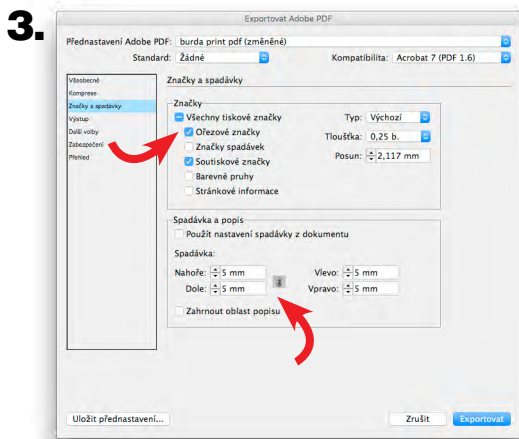 3.
Exportovat Adobe PDF
Přednastavení Adobe PDF: burda print pdf (změněné)
Standard: Žádné Kompatibilita: Acrobat 7 (PDF 1.6)
Všeobecné
Komprese
Značky a spadávky
Výstup
Další volby
Zabezpečení
Přehled
Značky a spadávky
Značky
Všechny tiskové značky Typ: Výchozí
Ořezové značky Tloušťka: 0,25 b.
Značky spadávek Posun: 2,117 mm
Soutiskové značky
Barevné pruhy
Stránkové informace
Spadávka a popis
Použít nastavení spadávky z dokumentu
Spadávka:
Nahoře: 5 mm Vlevo: 5 mm
Dole: 5 mm Vpravo: 5 mm
Zahrnout oblast popisu
Uložit přednastavení... Zrušit Exportovat